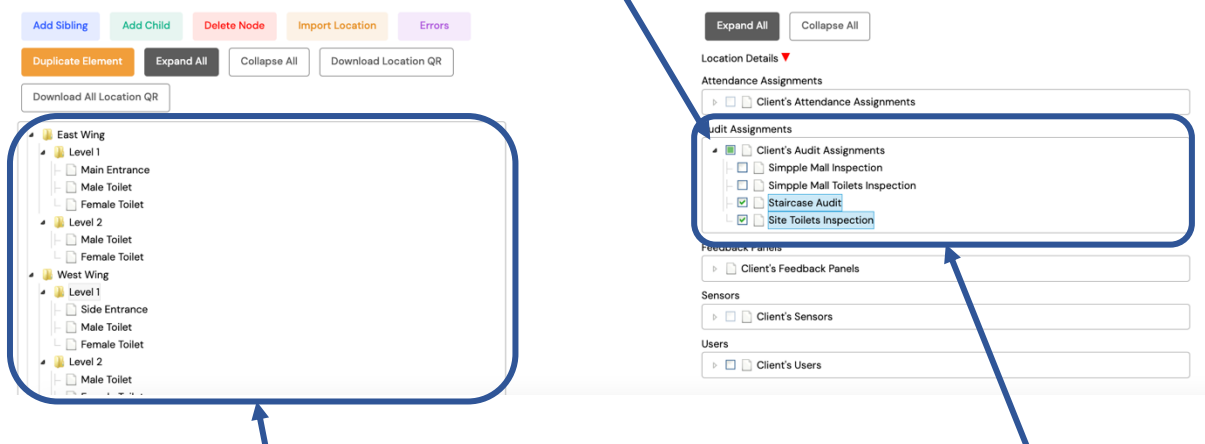 Add Sibling
Add Child
Delete Node
Import Location
Errors
Duplicate Element
Expand All
Collapse All
Download Location QR
Download All Location QR
East Wing
Level 1
Main Entrance
Male Toilet
Female Toilet
Level 2
Male Toilet
Female Toilet
West Wing
Level 1
Side Entrance
Male Toilet
Female Toilet
Level 2
Male Toilet
Expand All
Collapse All
Location Details
Attendance Assignments
Client's Attendance Assignments
Audit Assignments
Client's Audit Assignments
Simpple Mall Inspection
Simpple Mall Toilets Inspection
Staircase Audit
Site Toilets Inspection
Feedback Panels
Client's Feedback Panels
Sensors
Client's Sensors
Users
Client's Users